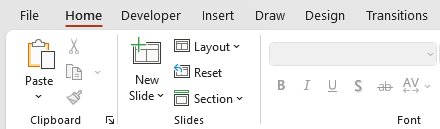 File Home Developer Insert Draw Design Transitions
Paste
New Slide
Layout
Reset
Section
B I U S ab AV
Clipboard Slides Font